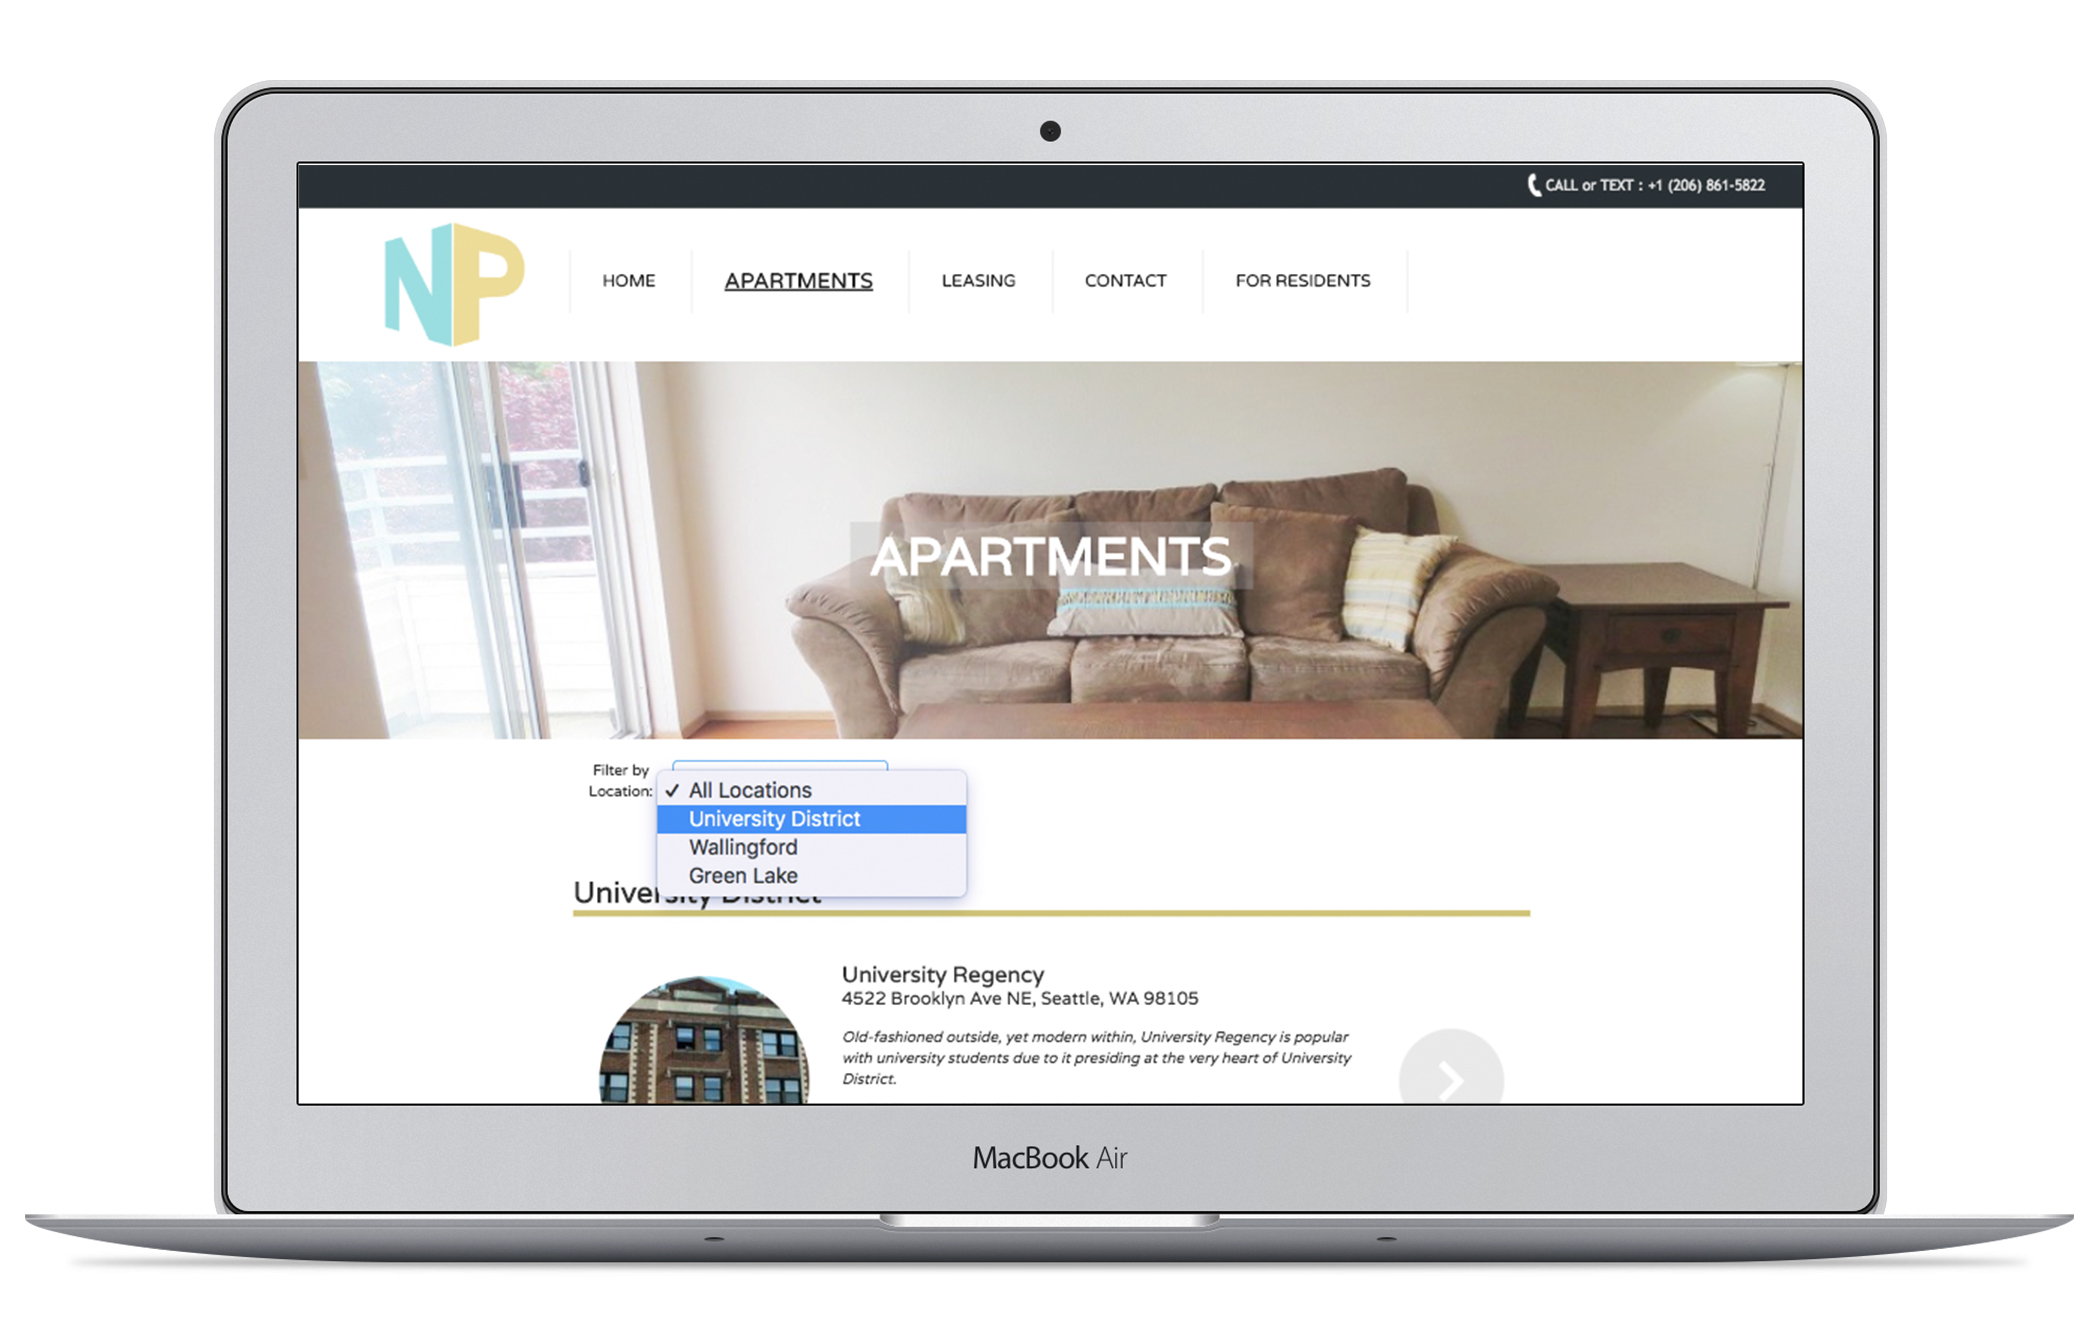 CALL or TEXT : +1 (206) 861-5822
NP
HOME
APARTMENTS
LEASING
CONTACT
FOR RESIDENTS
APARTMENTS
Filter by
Location:
✓ All Locations
University District
Wallingford
Green Lake
University District
University Regency
4522 Brooklyn Ave NE, Seattle, WA 98105
Old-fashioned outside, yet modern within, University Regency is popular
with university students due to it presiding at the very heart of University
District.
MacBook Air